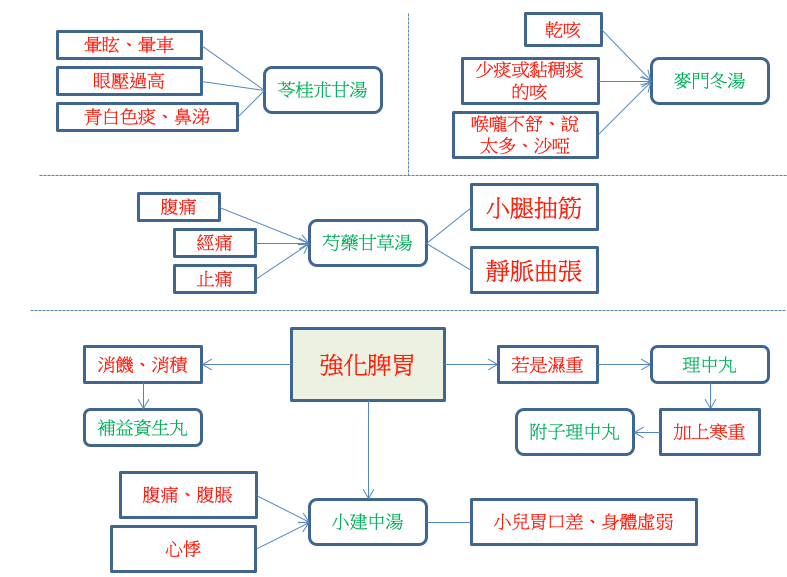 暈眩、暈車
眼壓過高
青白色痰、鼻涕
苓桂朮甘湯
乾咳
少痰或黏稠痰
的咳
喉嚨不舒、說
太多、沙啞
麥門冬湯
腹痛
經痛
止痛
芍藥甘草湯
小腿抽筋
靜脈曲張
強化脾胃
消饑、消積
補益資生丸
若是濕重
理中丸
加上寒重
附子理中丸
腹痛、腹脹
心悸
小建中湯
小兒胃口差、身體虛弱